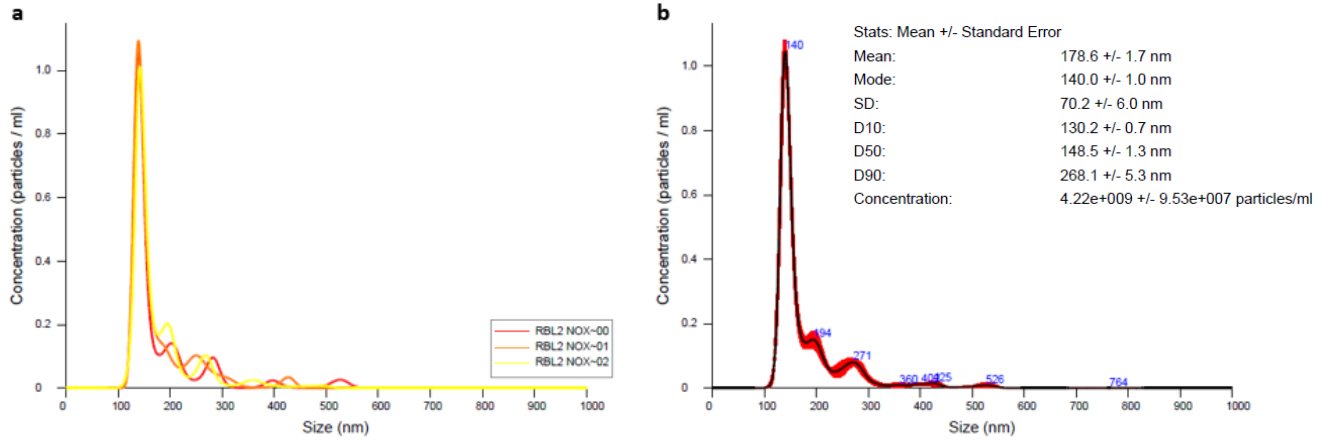 a
Concentration (particles / ml)
1.0
0.8
0.6
0.4
0.2
0
0 100 200 300 400 500 600 700 800 900 1000
Size (nm)
RBL2 NOX~00
RBL2 NOX~01
RBL2 NOX~02
b
Concentration (particles / ml)
1.0
0.8
0.6
0.4
0.2
0
0 100 200 300 400 500 600 700 800 900 1000
Size (nm)
140
194
271
360
425
526
764
Stats: Mean +/- Standard Error
Mean: 178.6 +/- 1.7 nm
Mode: 140.0 +/- 1.0 nm
SD: 70.2 +/- 6.0 nm
D10: 130.2 +/- 0.7 nm
D50: 148.5 +/- 1.3 nm
D90: 268.1 +/- 5.3 nm
Concentration: 4.22e+009 +/- 9.53e+007 particles/ml